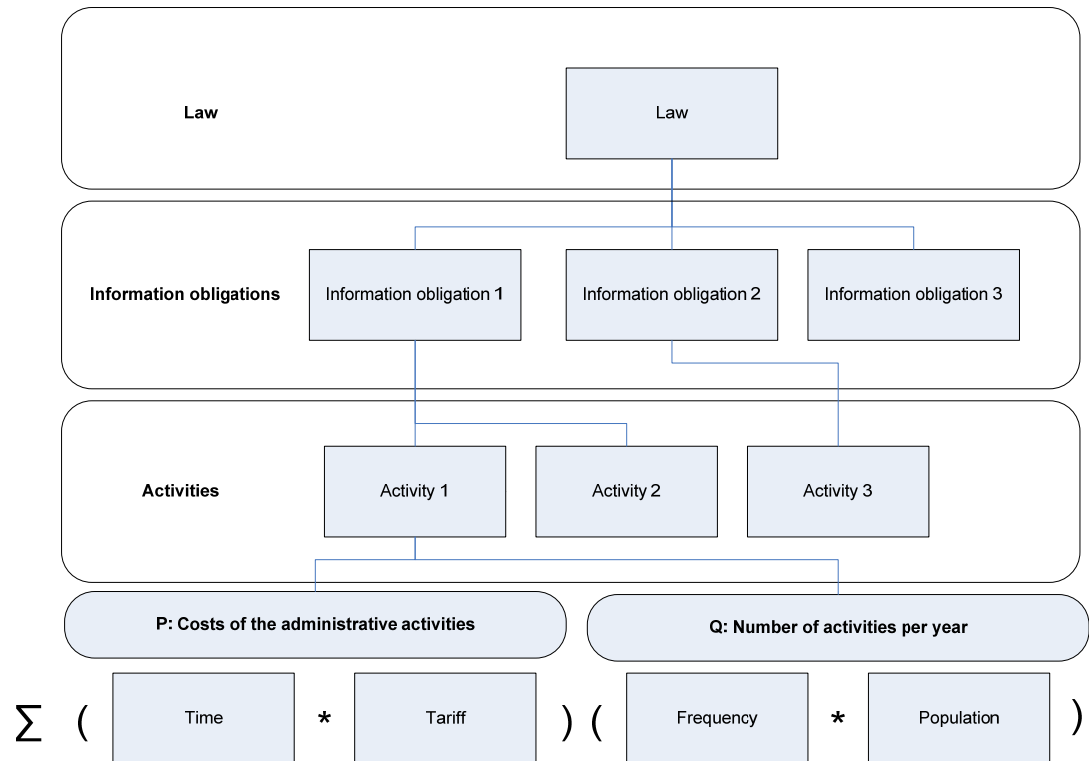 Law
Law
Information obligations
Information obligation 1
Information obligation 2
Information obligation 3
Activities
Activity 1
Activity 2
Activity 3
P: Costs of the administrative activities
Q: Number of activities per year
∑ ( Time * Tariff ) ( Frequency * Population )